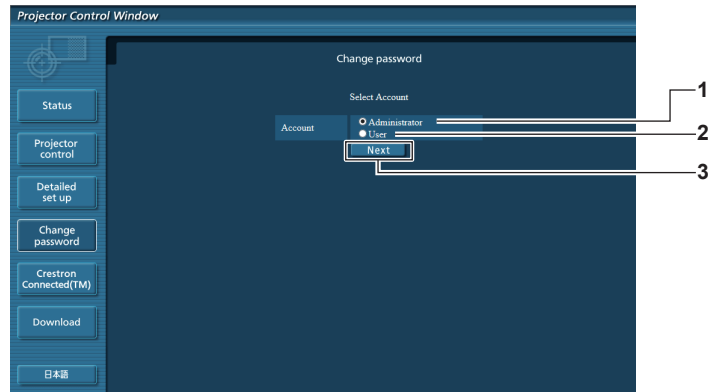 Projector Control Window
Change password
Select Account
Account
Administrator
User
Next
Status
Projector
control
Detailed
set up
Change
password
Crestron
Connected(TM)
Download
日本語
1
2
3